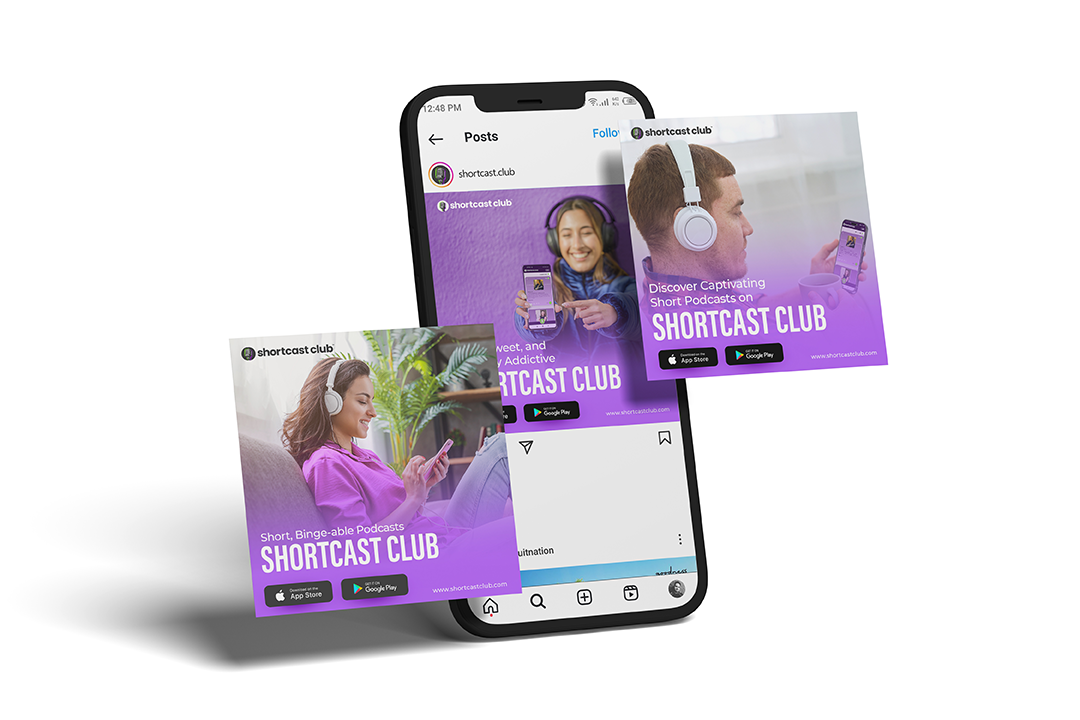 12:48 PM
Posts
Follo
shortcast.club
shortcast club
weet, and
y Addictive
RTCAST CLUB
GET IT ON
Google Play
www.shortcastclub.com
uitnation
shortcast club
Discover Captivating
Short Podcasts on
SHORTCAST CLUB
Download on the
App Store
GET IT ON
Google Play
www.shortcastclub.com
shortcast club
Short, Binge-able Podcasts
SHORTCAST CLUB
Download on the
App Store
GET IT ON
Google Play
www.shortcastclub.com